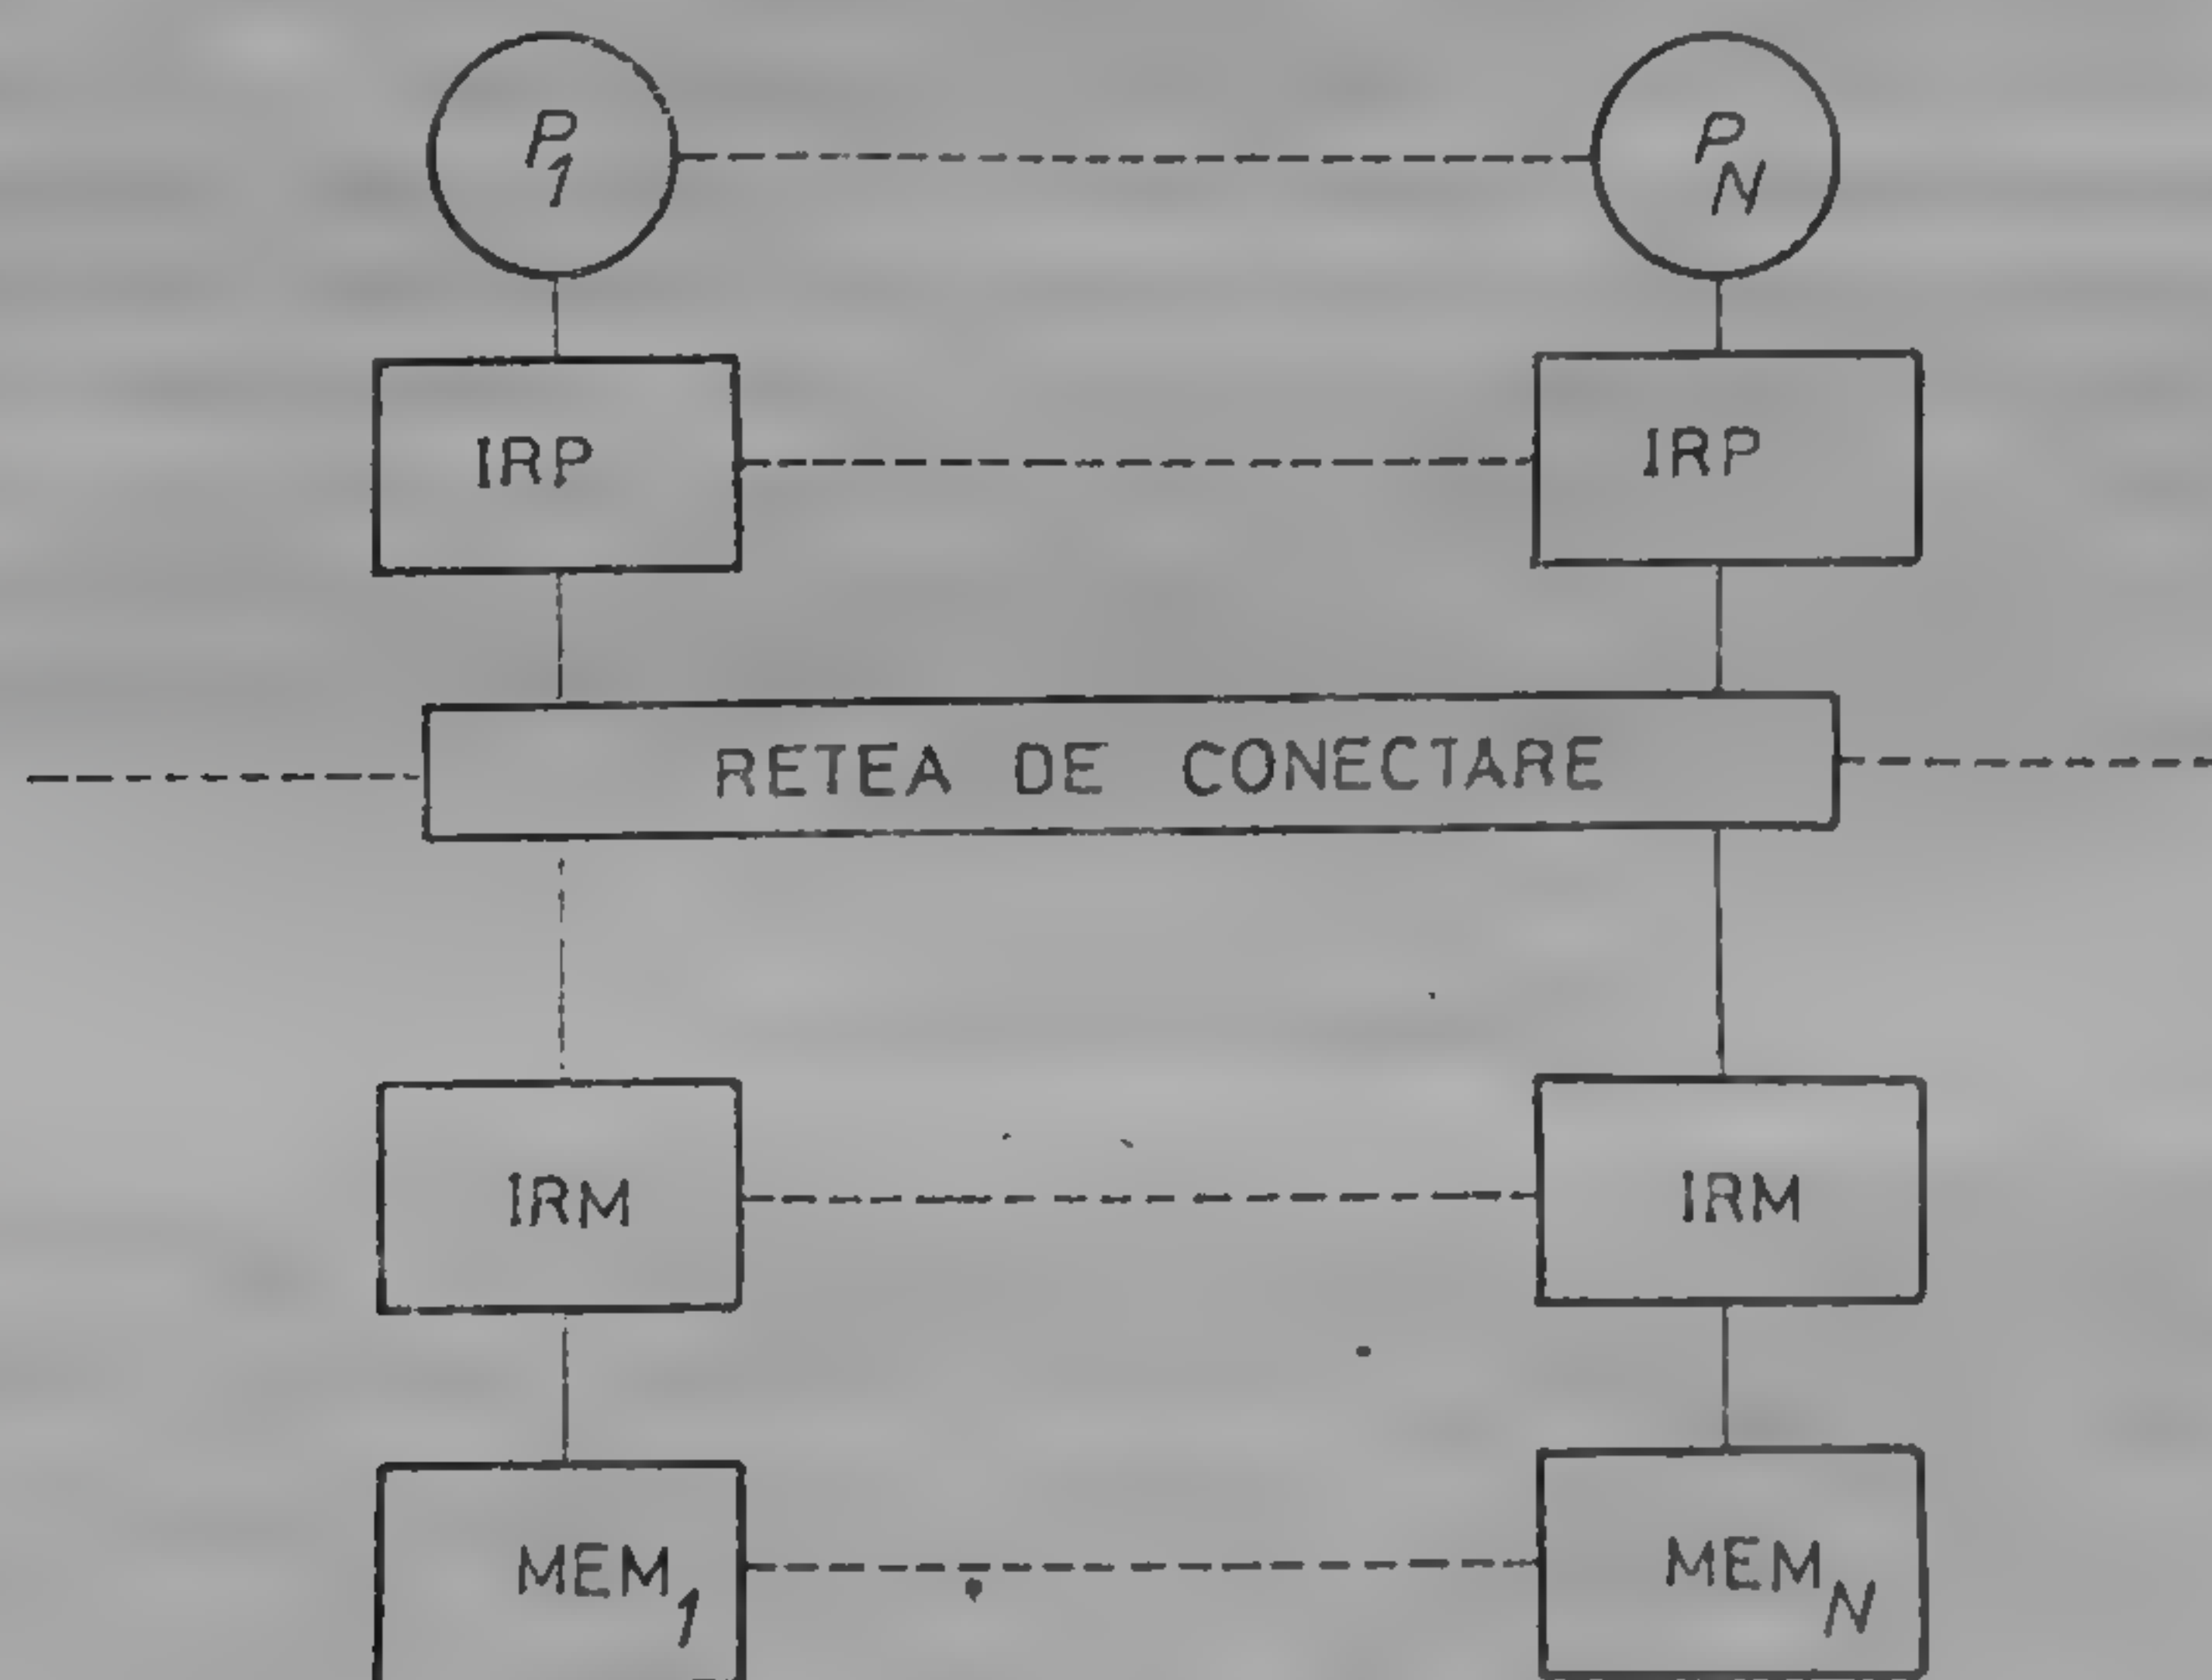 P1 PN
IRP IRP
RETEA DE CONECTARE
IRM IRM
MEM1 MEMN